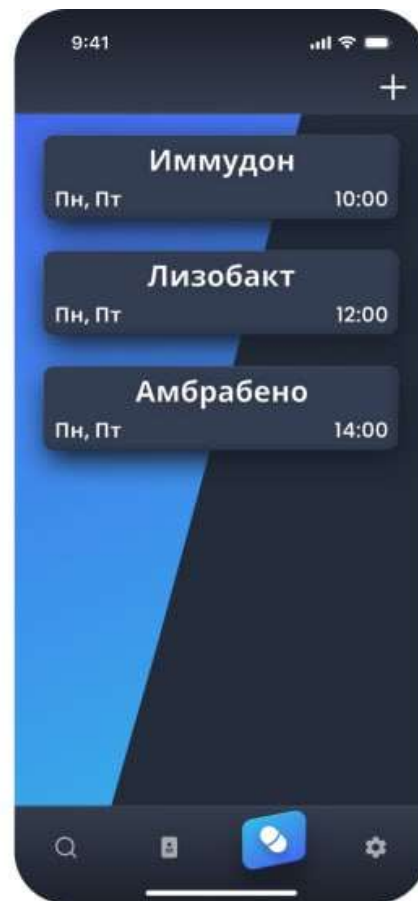 9:41
Иммудон
Пн, Пт 10:00
Лизобакт
Пн, Пт 12:00
Амбрабено
Пн, Пт 14:00